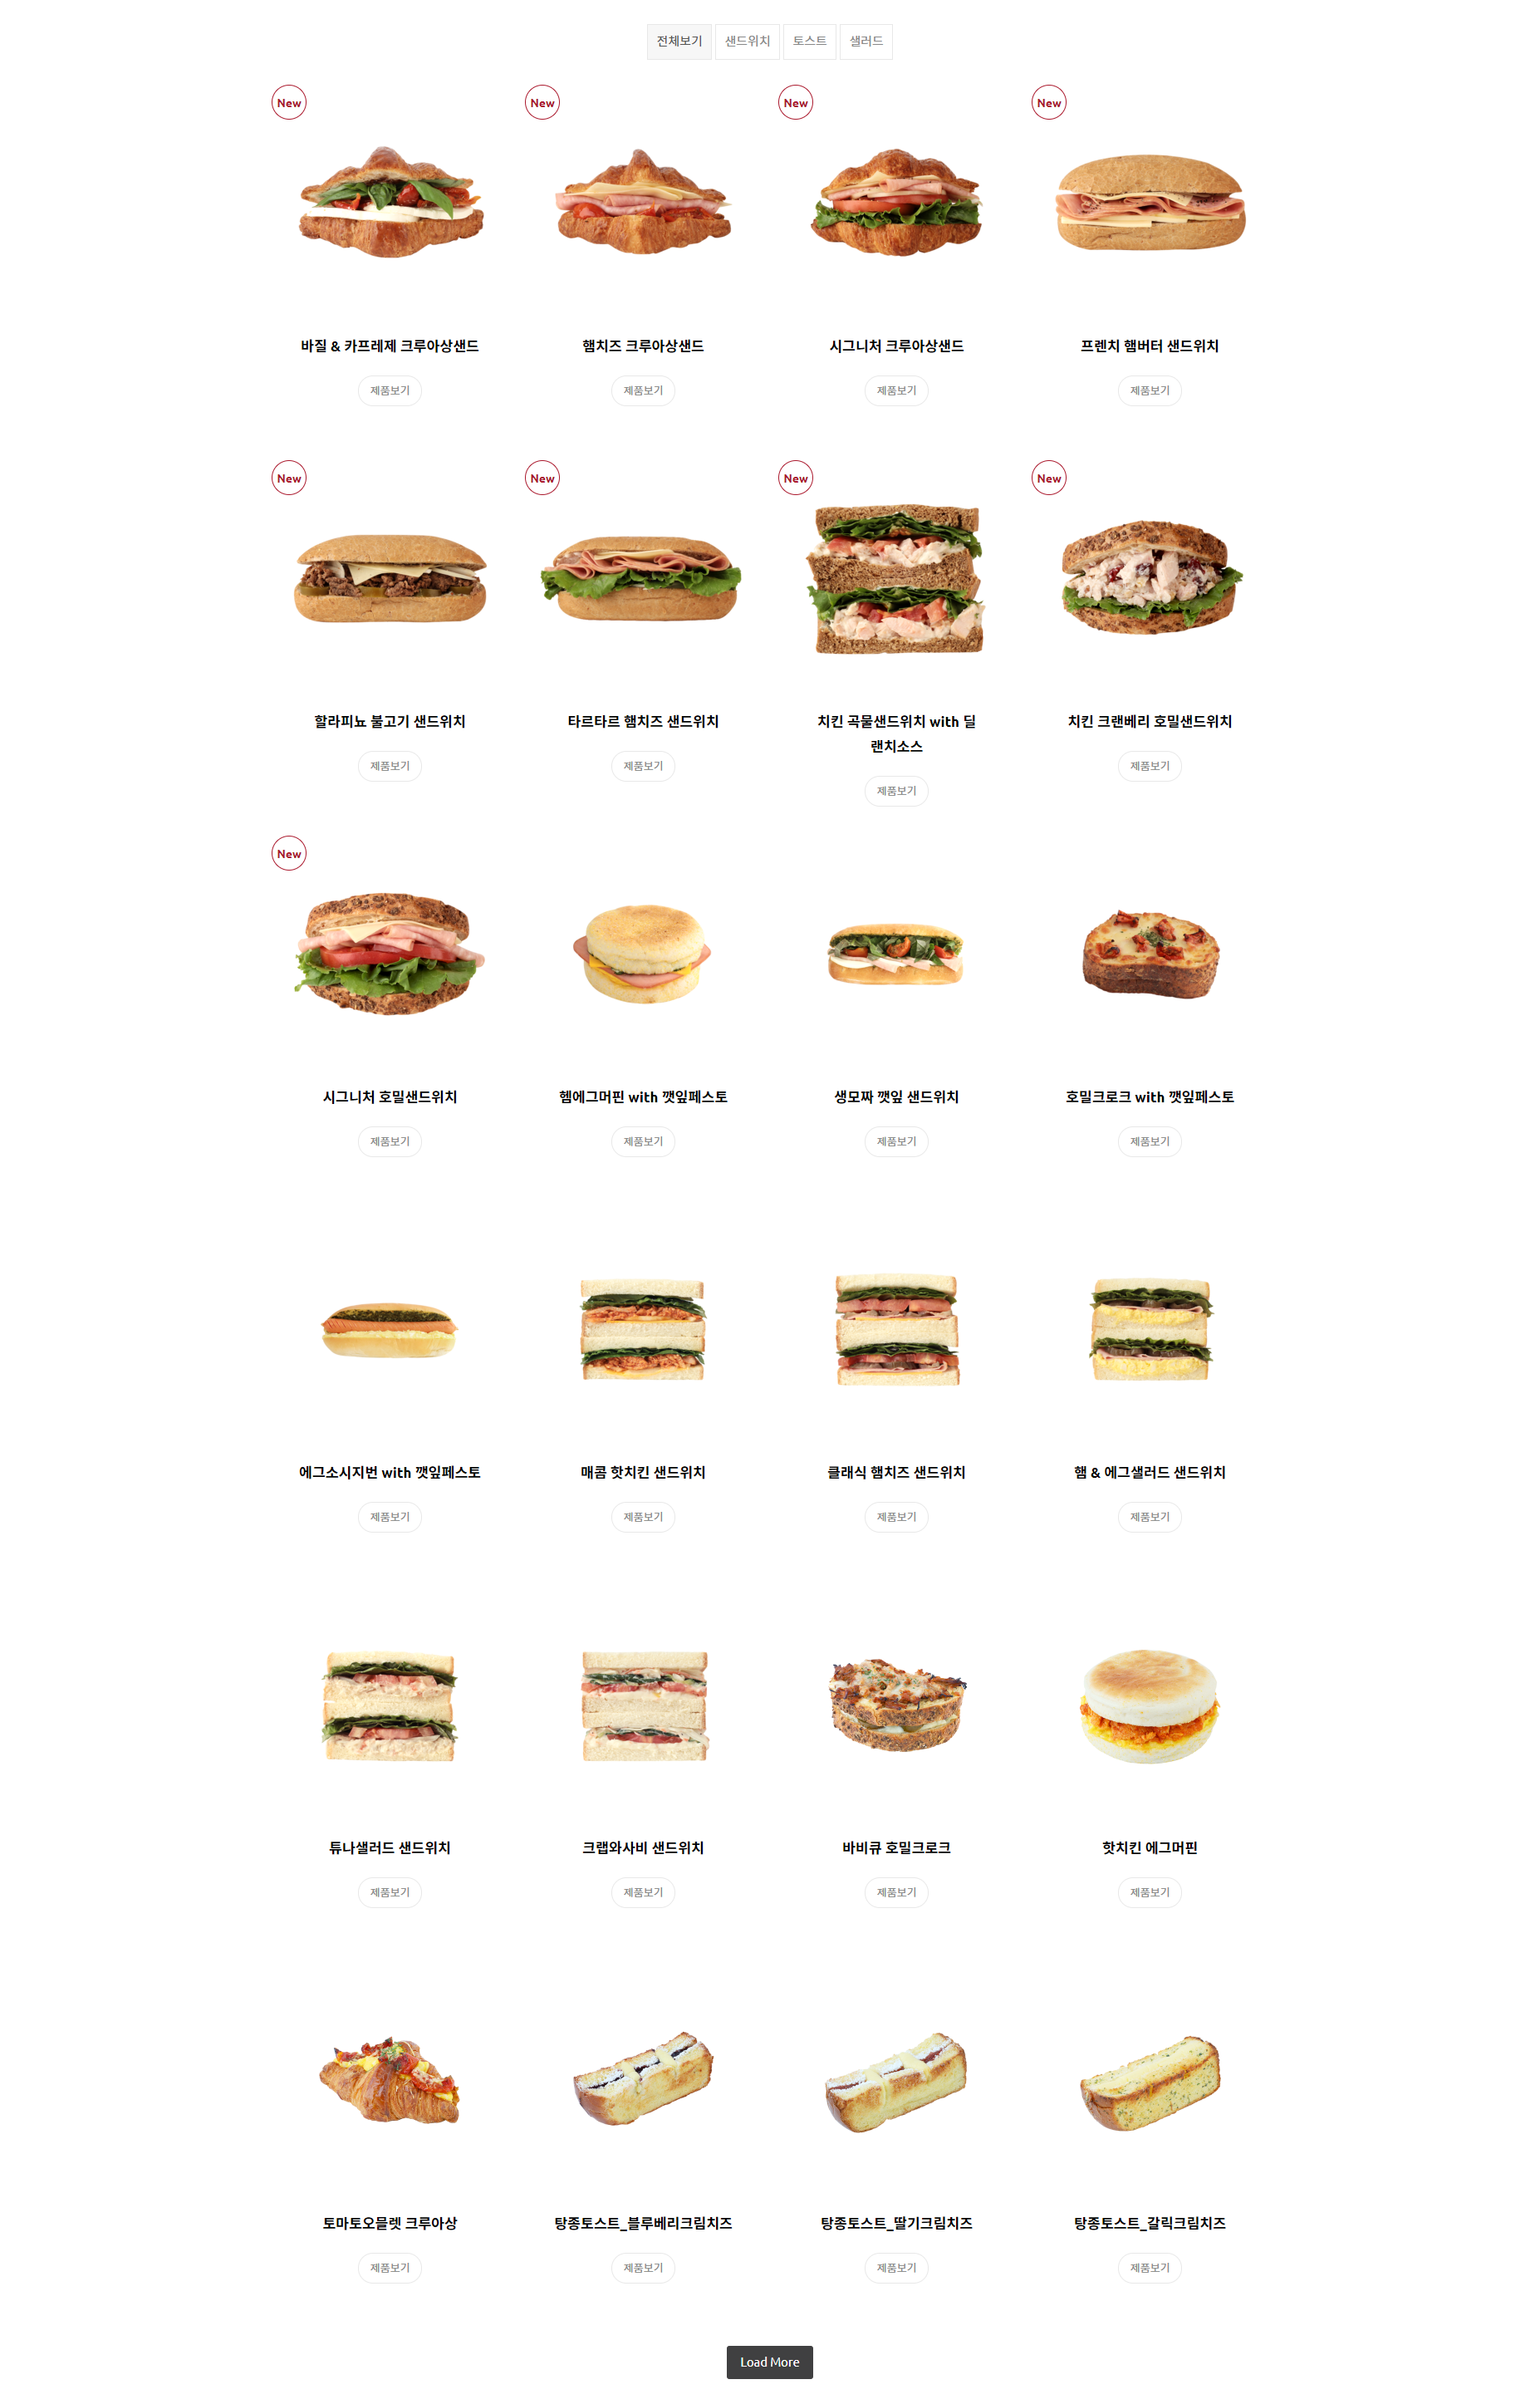 전체보기 샌드위치 토스트 샐러드
New New New New
바질 & 카프레제 크루아상샌드 햄치즈 크루아상샌드 시그니처 크루아상샌드 프렌치 햄버터 샌드위치
제품보기 제품보기 제품보기 제품보기
New New New New
할라피뇨 불고기 샌드위치 타르타르 햄치즈 샌드위치 치킨 곡물샌드위치 with 딜 치킨 크랜베리 호밀샌드위치
랜치소스
제품보기 제품보기 제품보기
제품보기
New
시그니처 호밀샌드위치 헴에그머핀 with 깻잎페스토 생모짜 깻잎 샌드위치 호밀크로크 with 깻잎페스토
제품보기 제품보기 제품보기 제품보기
에그소시지번 with 깻잎페스토 매콤 핫치킨 샌드위치 클래식 햄치즈 샌드위치 햄 & 에그샐러드 샌드위치
제품보기 제품보기 제품보기 제품보기
튜나샐러드 샌드위치 크랩와사비 샌드위치 바비큐 호밀크로크 핫치킨 에그머핀
제품보기 제품보기 제품보기 제품보기
토마토오믈렛 크루아상 탕종토스트_블루베리크림치즈 탕종토스트_딸기크림치즈 탕종토스트_갈릭크림치즈
제품보기 제품보기 제품보기 제품보기
Load More